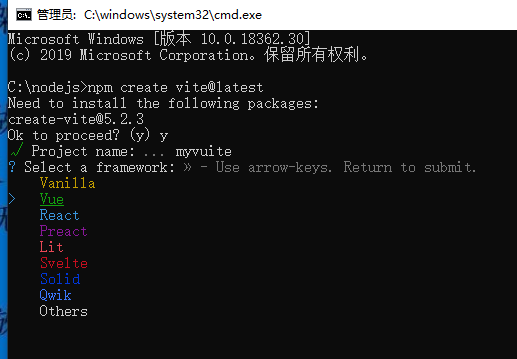 管理员: C:\windows\system32\cmd.exe
Microsoft Windows [版本 10.0.18362.30]
(c) 2019 Microsoft Corporation。保留所有权利。
C:\nodejs>npm create vite@latest
Need to install the following packages:
create-vite@5.2.3
Ok to proceed? (y) y
√ Project name: ... myvuite
? Select a framework: » - Use arrow-keys. Return to submit.
Vanilla
> Vue
React
Preact
Lit
Svelte
Solid
Qwik
Others